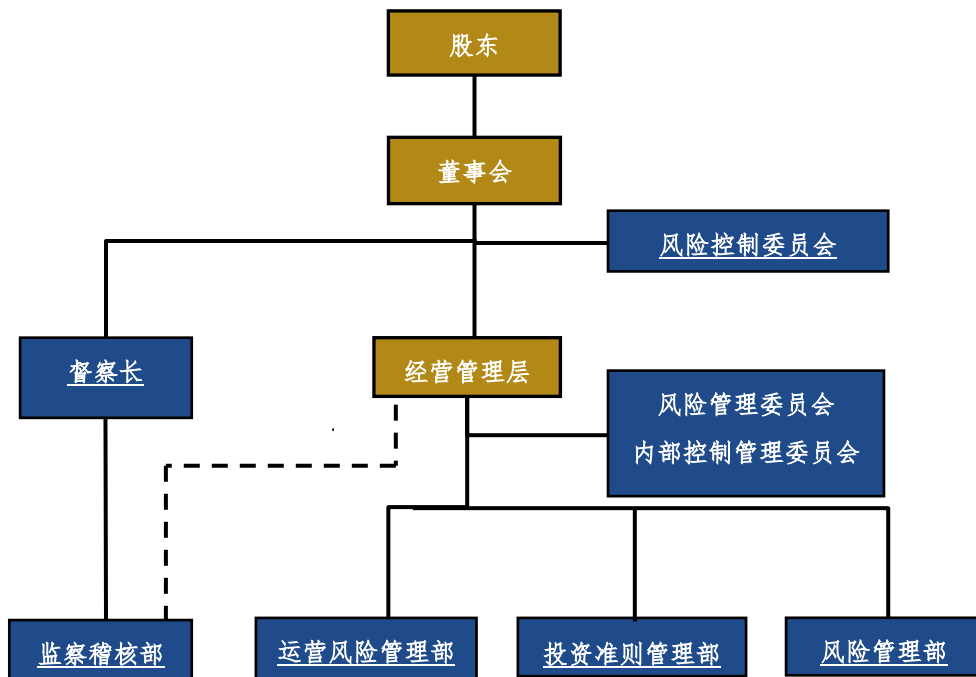 股东
董事会
风险控制委员会
督察长
经营管理层
风险管理委员会
内部控制管理委员会
监察稽核部
运营风险管理部
投资准则管理部
风险管理部